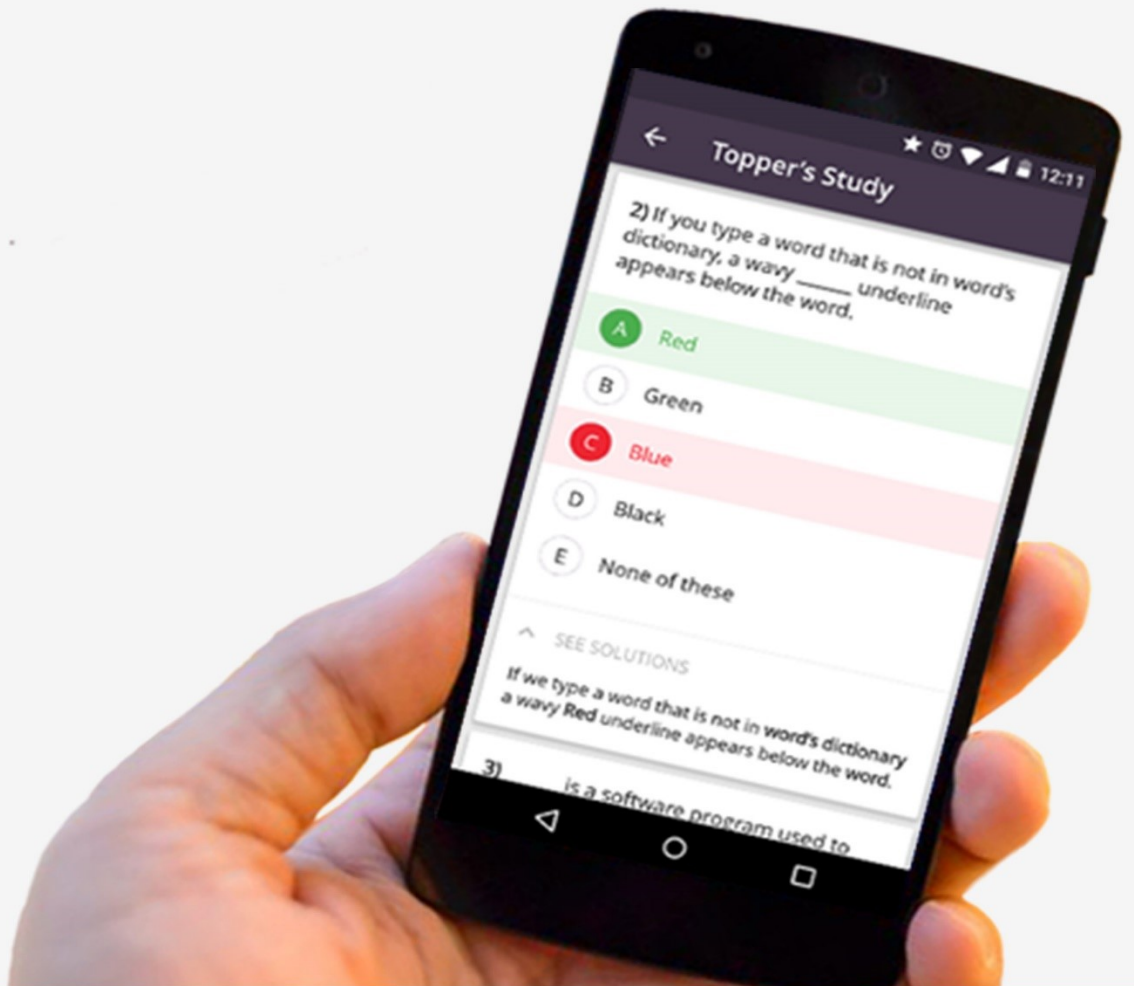 12:11
Topper's Study
2) If you type a word that is not in word's
dictionary, a wavy ______ underline
appears below the word.
A Red
B Green
C Blue
D Black
E None of these
SEE SOLUTIONS
If we type a word that is not in word's dictionary
a wavy Red underline appears below the word.
3)
is a software program used to